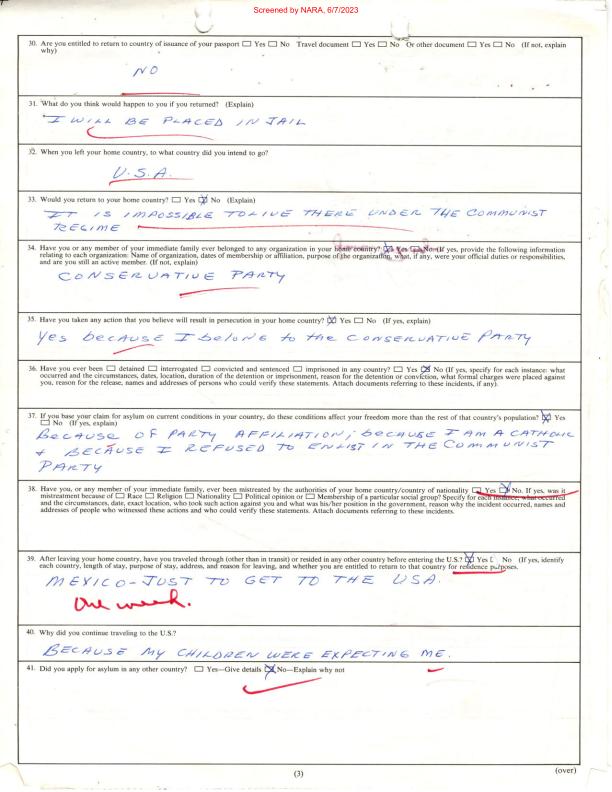 Screened by NARA, 6/7/2023
30. Are you entitled to return to country of issuance of your passport ☐ Yes ☐ No Travel document ☐ Yes ☐ No Or other document ☐ Yes ☐ No (If not, explain
why)
NO
31. What do you think would happen to you if you returned? (Explain)
I WILL BE PLACED IN JAIL
32. When you left your home country, to what country did you intend to go?
U.S.A.
33. Would you return to your home country? ☐ Yes ☒ No (Explain)
IT IS IMPOSSIBLE TO LIVE THERE UNDER THE COMMUNIST
REGIME
34. Have you or any member of your immediate family ever belonged to any organization in your home country? ☒ Yes ☐ No (If yes, provide the following information
relating to each organization: Name of organization, dates of membership or affiliation, purpose of the organization, what, if any, were your official duties or responsibilities,
and are you still an active member. (If not, explain)
CONSERVATIVE PARTY
35. Have you taken any action that you believe will result in persecution in your home country? ☒ Yes ☐ No (If yes, explain)
Yes because I belong to the CONSERVATIVE PARTY
36. Have you ever been ☐ detained ☐ interrogated ☐ convicted and sentenced ☐ imprisoned in any country? ☐ Yes ☒ No (If yes, specify for each instance: what
occurred and the circumstances, dates, location, duration of the detention or imprisonment, reason for the detention or conviction, what formal charges were placed against
you, reason for the release, names and addresses of persons who could verify these statements. Attach documents referring to these incidents, if any).
37. If you base your claim for asylum on current conditions in your country, do these conditions affect your freedom more than the rest of that country's population? ☒ Yes
☐ No (If yes, explain)
BECAUSE OF PARTY AFFILIATION; because I AM A CATHOLIC
+ BECAUSE I REFUSED TO ENLIST IN THE COMMUNIST
PARTY
38. Have you, or any member of your immediate family, ever been mistreated by the authorities of your home country/country of nationality ☐ Yes ☒ No. If yes, was it
mistreatment because of ☐ Race ☐ Religion ☐ Nationality ☐ Political opinion or ☐ Membership of a particular social group? Specify for each instance; what occurred
and the circumstances, date, exact location, who took such action against you and what was his/her position in the government, reason why the incident occurred, names and
addresses of people who witnessed these actions and who could verify these statements. Attach documents referring to these incidents.
39. After leaving your home country, have you traveled through (other than in transit) or resided in any other country before entering the U.S.? ☒ Yes ☐ No (If yes, identify
each country, length of stay, purpose of stay, address, and reason for leaving, and whether you are entitled to return to that country for residence purposes.
MEXICO - JUST TO GET TO THE USA.
One week.
40. Why did you continue traveling to the U.S.?
BECAUSE MY CHILDREN WERE EXPECTING ME.
41. Did you apply for asylum in any other country? ☐ Yes—Give details ☒ No—Explain why not
(3)
(over)